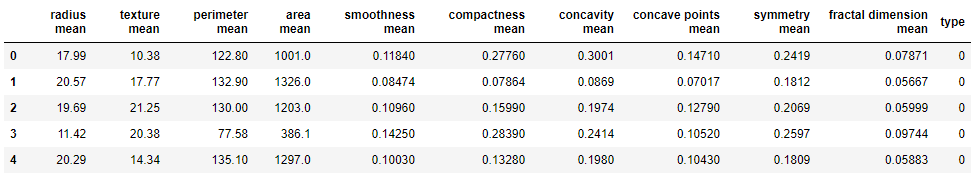 radius mean texture mean perimeter mean area mean smoothness mean compactness mean concavity mean concave points mean symmetry mean fractal dimension mean type
0 17.99 10.38 122.80 1001.0 0.11840 0.27760 0.3001 0.14710 0.2419 0.07871 0
1 20.57 17.77 132.90 1326.0 0.08474 0.07864 0.0869 0.07017 0.1812 0.05667 0
2 19.69 21.25 130.00 1203.0 0.10960 0.15990 0.1974 0.12790 0.2069 0.05999 0
3 11.42 20.38 77.58 386.1 0.14250 0.28390 0.2414 0.10520 0.2597 0.09744 0
4 20.29 14.34 135.10 1297.0 0.10030 0.13280 0.1980 0.10430 0.1809 0.05883 0